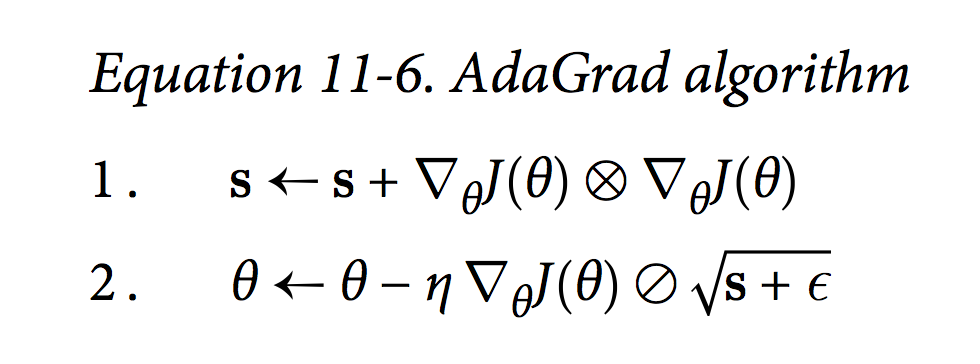 Equation 11-6. AdaGrad algorithm
1. s ← s + ∇θJ(θ) ⊗ ∇θJ(θ)
2. θ ← θ − η ∇θJ(θ) ⊘ √(s + ϵ)